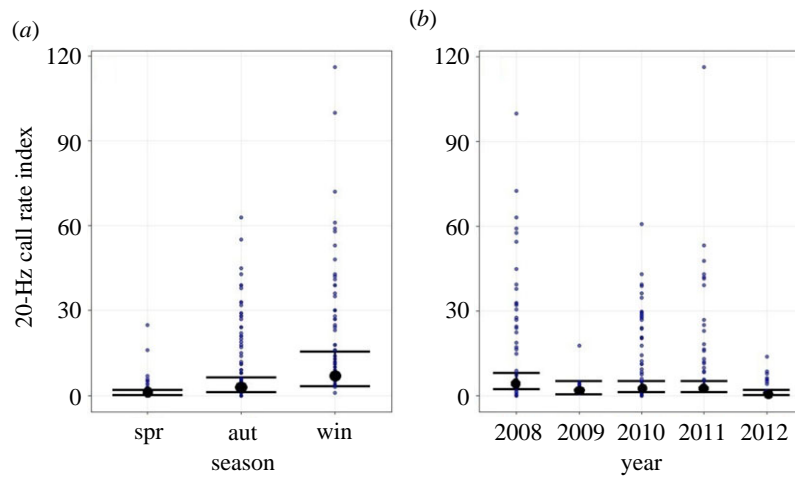 (a)
20-Hz call rate index
120
90
60
30
0
spr aut win
season
(b)
120
90
60
30
0
2008 2009 2010 2011 2012
year